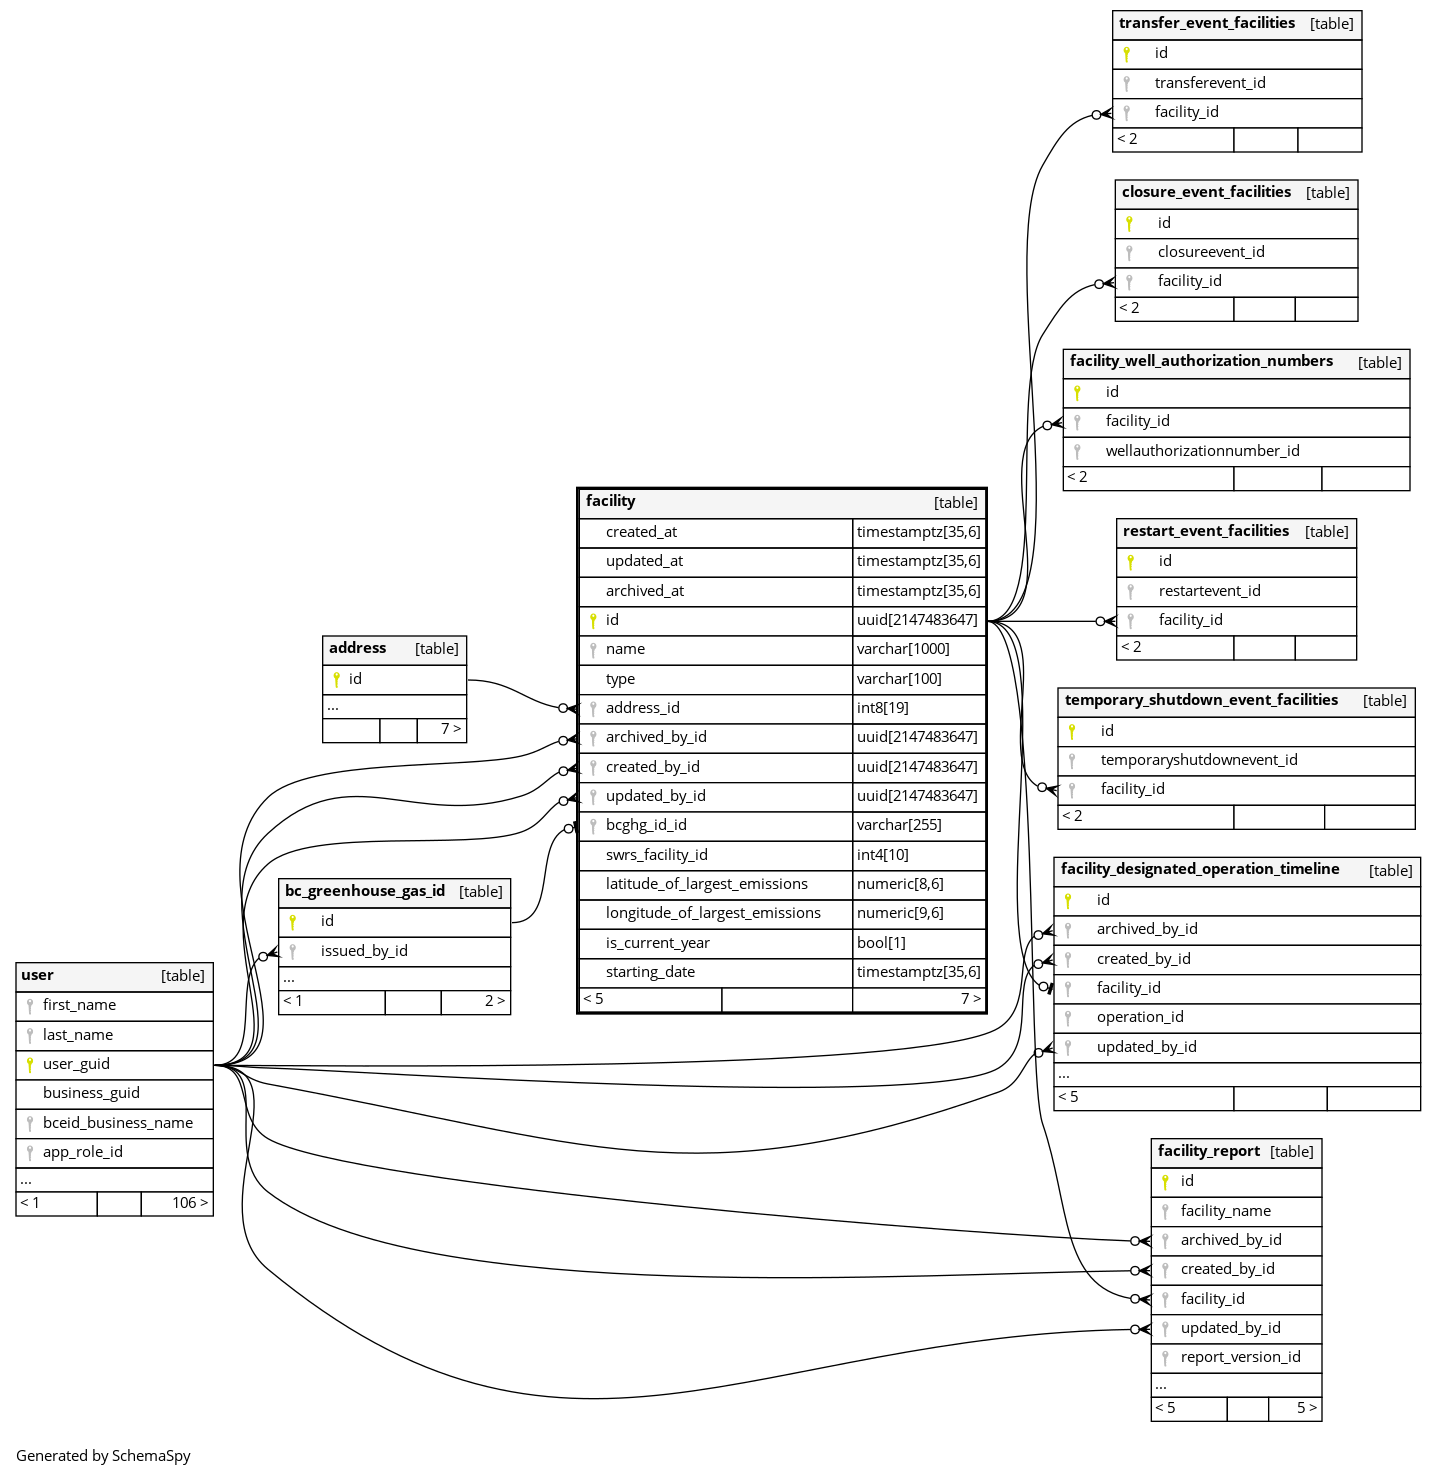 transfer_event_facilities [table]
id
transferevent_id
facility_id
< 2
closure_event_facilities [table]
id
closureevent_id
facility_id
< 2
facility_well_authorization_numbers [table]
id
facility_id
wellauthorizationnumber_id
< 2
restart_event_facilities [table]
id
restartevent_id
facility_id
< 2
temporary_shutdown_event_facilities [table]
id
temporaryshutdownevent_id
facility_id
< 2
facility_designated_operation_timeline [table]
id
archived_by_id
created_by_id
facility_id
operation_id
updated_by_id
...
< 5
facility_report [table]
id
facility_name
archived_by_id
created_by_id
facility_id
updated_by_id
report_version_id
...
< 5 5 >
facility [table]
created_at timestamptz[35,6]
updated_at timestamptz[35,6]
archived_at timestamptz[35,6]
id uuid[2147483647]
name varchar[1000]
type varchar[100]
address_id int8[19]
archived_by_id uuid[2147483647]
created_by_id uuid[2147483647]
updated_by_id uuid[2147483647]
bcghg_id_id varchar[255]
swrs_facility_id int4[10]
latitude_of_largest_emissions numeric[8,6]
longitude_of_largest_emissions numeric[9,6]
is_current_year bool[1]
starting_date timestamptz[35,6]
< 5 7 >
address [table]
id
...
7 >
bc_greenhouse_gas_id [table]
id
issued_by_id
...
< 1 2 >
user [table]
first_name
last_name
user_guid
business_guid
bceid_business_name
app_role_id
...
< 1 106 >
Generated by SchemaSpy